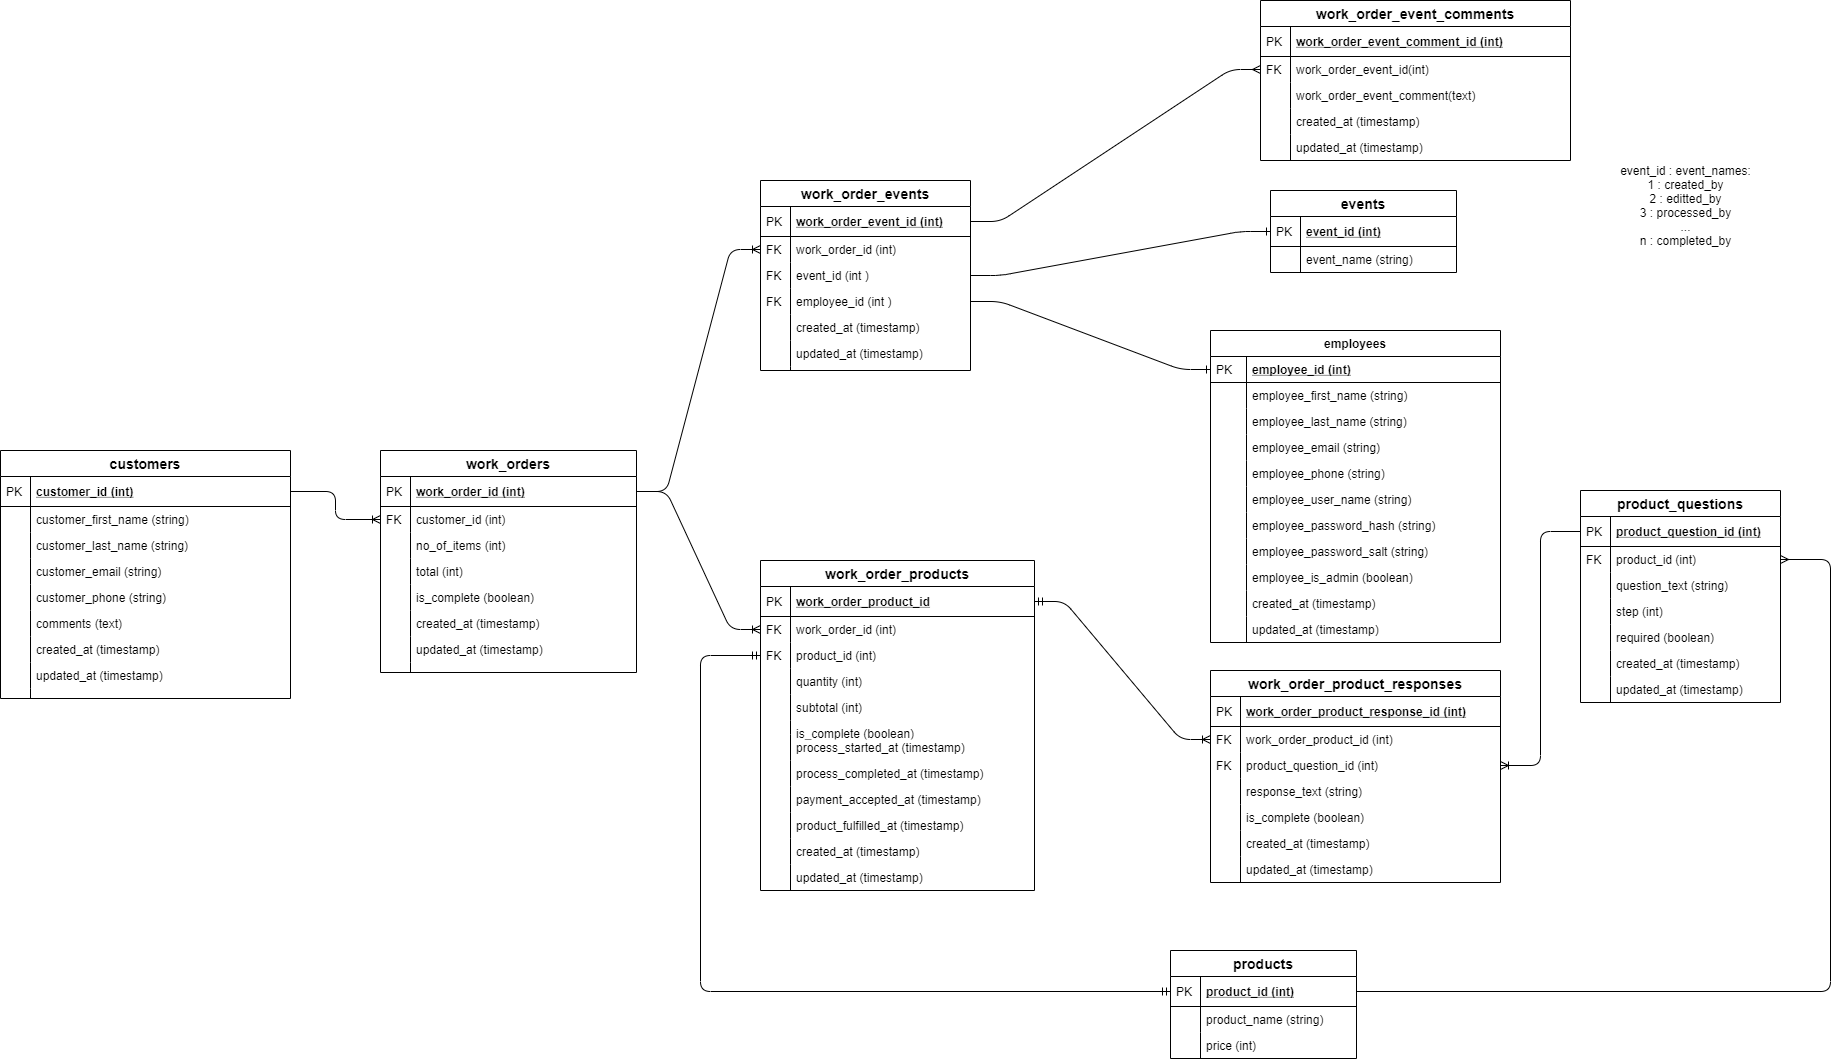 work_order_event_comments
PK work_order_event_comment_id (int)
FK work_order_event_id(int)
work_order_event_comment(text)
created_at (timestamp)
updated_at (timestamp)
event_id : event_names:
1 : created_by
2 : editted_by
3 : processed_by
...
n : completed_by
work_order_events
PK work_order_event_id (int)
FK work_order_id (int)
FK event_id (int )
FK employee_id (int )
created_at (timestamp)
updated_at (timestamp)
events
PK event_id (int)
event_name (string)
employees
PK employee_id (int)
employee_first_name (string)
employee_last_name (string)
employee_email (string)
employee_phone (string)
employee_user_name (string)
employee_password_hash (string)
employee_password_salt (string)
employee_is_admin (boolean)
created_at (timestamp)
updated_at (timestamp)
customers
PK customer_id (int)
customer_first_name (string)
customer_last_name (string)
customer_email (string)
customer_phone (string)
comments (text)
created_at (timestamp)
updated_at (timestamp)
work_orders
PK work_order_id (int)
FK customer_id (int)
no_of_items (int)
total (int)
is_complete (boolean)
created_at (timestamp)
updated_at (timestamp)
work_order_products
PK work_order_product_id
FK work_order_id (int)
FK product_id (int)
quantity (int)
subtotal (int)
is_complete (boolean)
process_started_at (timestamp)
process_completed_at (timestamp)
payment_accepted_at (timestamp)
product_fulfilled_at (timestamp)
created_at (timestamp)
updated_at (timestamp)
product_questions
PK product_question_id (int)
FK product_id (int)
question_text (string)
step (int)
required (boolean)
created_at (timestamp)
updated_at (timestamp)
work_order_product_responses
PK work_order_product_response_id (int)
FK work_order_product_id (int)
FK product_question_id (int)
response_text (string)
is_complete (boolean)
created_at (timestamp)
updated_at (timestamp)
products
PK product_id (int)
product_name (string)
price (int)